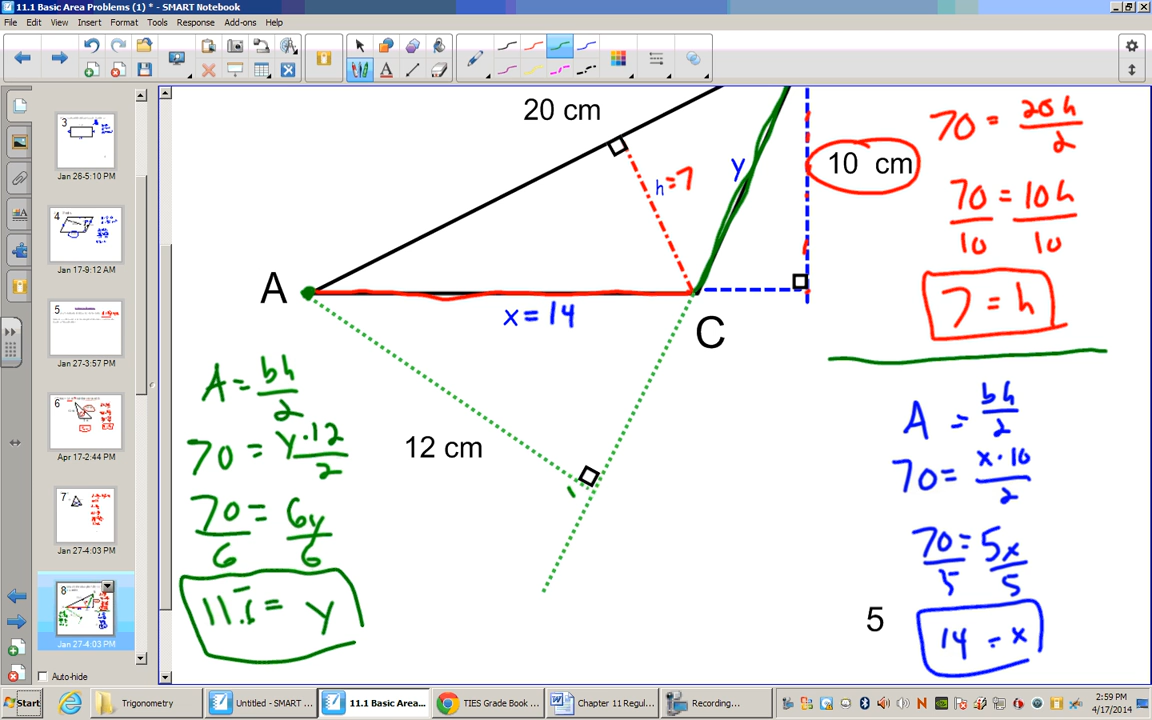 11.1 Basic Area Problems (1) * - SMART Notebook
File Edit View Insert Format Tools Response Add-ons Help
3
Jan 26-5:10 PM
4
Jan 17-9:12 AM
5
Jan 27-3:57 PM
6
Apr 17-2:44 PM
7
Jan 27-4:03 PM
8
Jan 27-4:03 PM
Auto-hide
20 cm
y
h=7
10 cm
A
x = 14
C
12 cm
A = bh/2
70 = y·12/2
70/6 = 6y/6
= y
70 = 20h/2
70/10 = 10h/10
7 = h
A = bh/2
70 = x·10/2
70/5 = 5x/5
5
14 = x
Start
Trigonometry
Untitled - SMART ...
11.1 Basic Area...
TIES Grade Book ...
Chapter 11 Regul...
Recording...
2:59 PM
4/17/2014